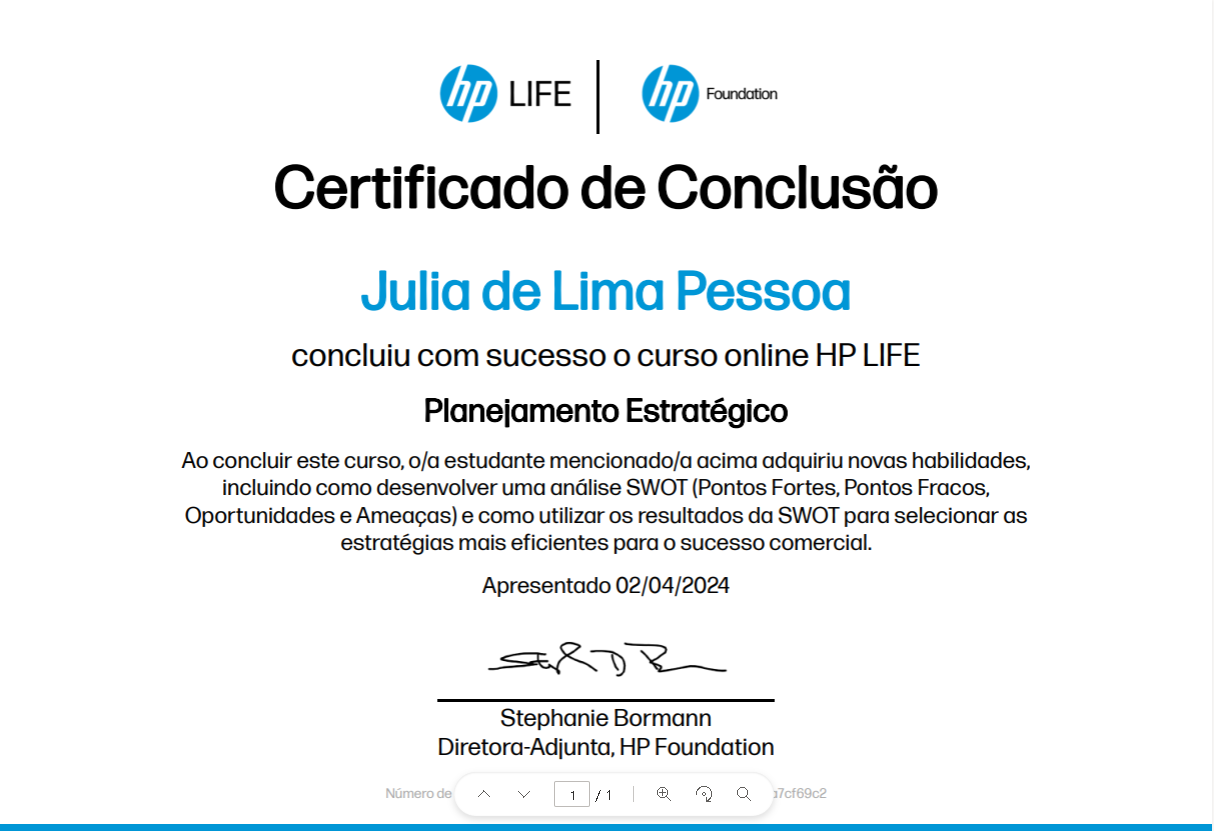 hp LIFE hp Foundation
Certificado de Conclusão
Julia de Lima Pessoa
concluiu com sucesso o curso online HP LIFE
Planejamento Estratégico
Ao concluir este curso, o/a estudante mencionado/a acima adquiriu novas habilidades,
incluindo como desenvolver uma análise SWOT (Pontos Fortes, Pontos Fracos,
Oportunidades e Ameaças) e como utilizar os resultados da SWOT para selecionar as
estratégias mais eficientes para o sucesso comercial.
Apresentado 02/04/2024
Stephanie Bormann
Diretora-Adjunta, HP Foundation
Número de 1 / 1 a7cf69c2